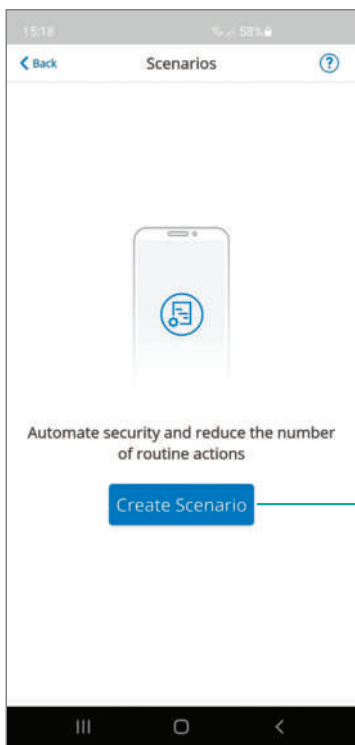 15:18 58%
Back Scenarios ?
Automate security and reduce the number
of routine actions
Create Scenario